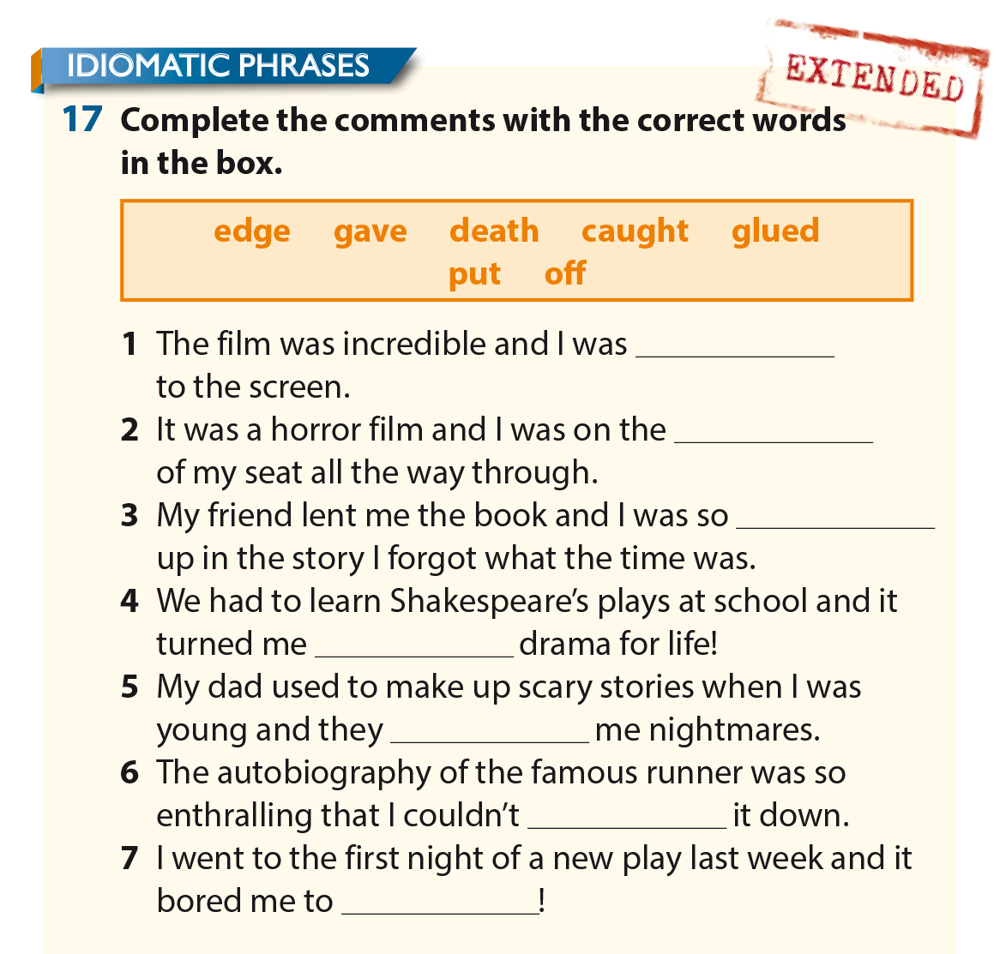 IDIOMATIC PHRASES
EXTENDED
17 Complete the comments with the correct words
in the box.
edge gave death caught glued
put off
1 The film was incredible and I was ____________
to the screen.
2 It was a horror film and I was on the ____________
of my seat all the way through.
3 My friend lent me the book and I was so ____________
up in the story I forgot what the time was.
4 We had to learn Shakespeare’s plays at school and it
turned me ____________ drama for life!
5 My dad used to make up scary stories when I was
young and they ____________ me nightmares.
6 The autobiography of the famous runner was so
enthralling that I couldn’t ____________ it down.
7 I went to the first night of a new play last week and it
bored me to ____________!